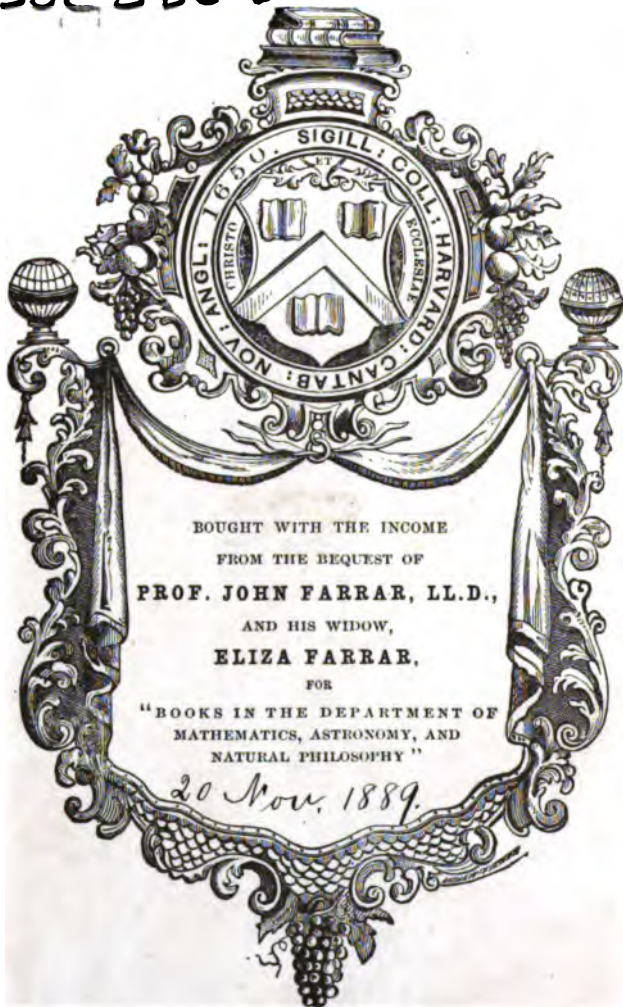 SIGILL: COLL: HARVARD: CANTAB: NOV: ANGL: 1650.
CHRISTO
ET
ECCLESIAE
BOUGHT WITH THE INCOME
FROM THE BEQUEST OF
PROF. JOHN FARRAR, LL.D.,
AND HIS WIDOW,
ELIZA FARRAR,
FOR
"BOOKS IN THE DEPARTMENT OF
MATHEMATICS, ASTRONOMY, AND
NATURAL PHILOSOPHY"
20 Nov. 1889.